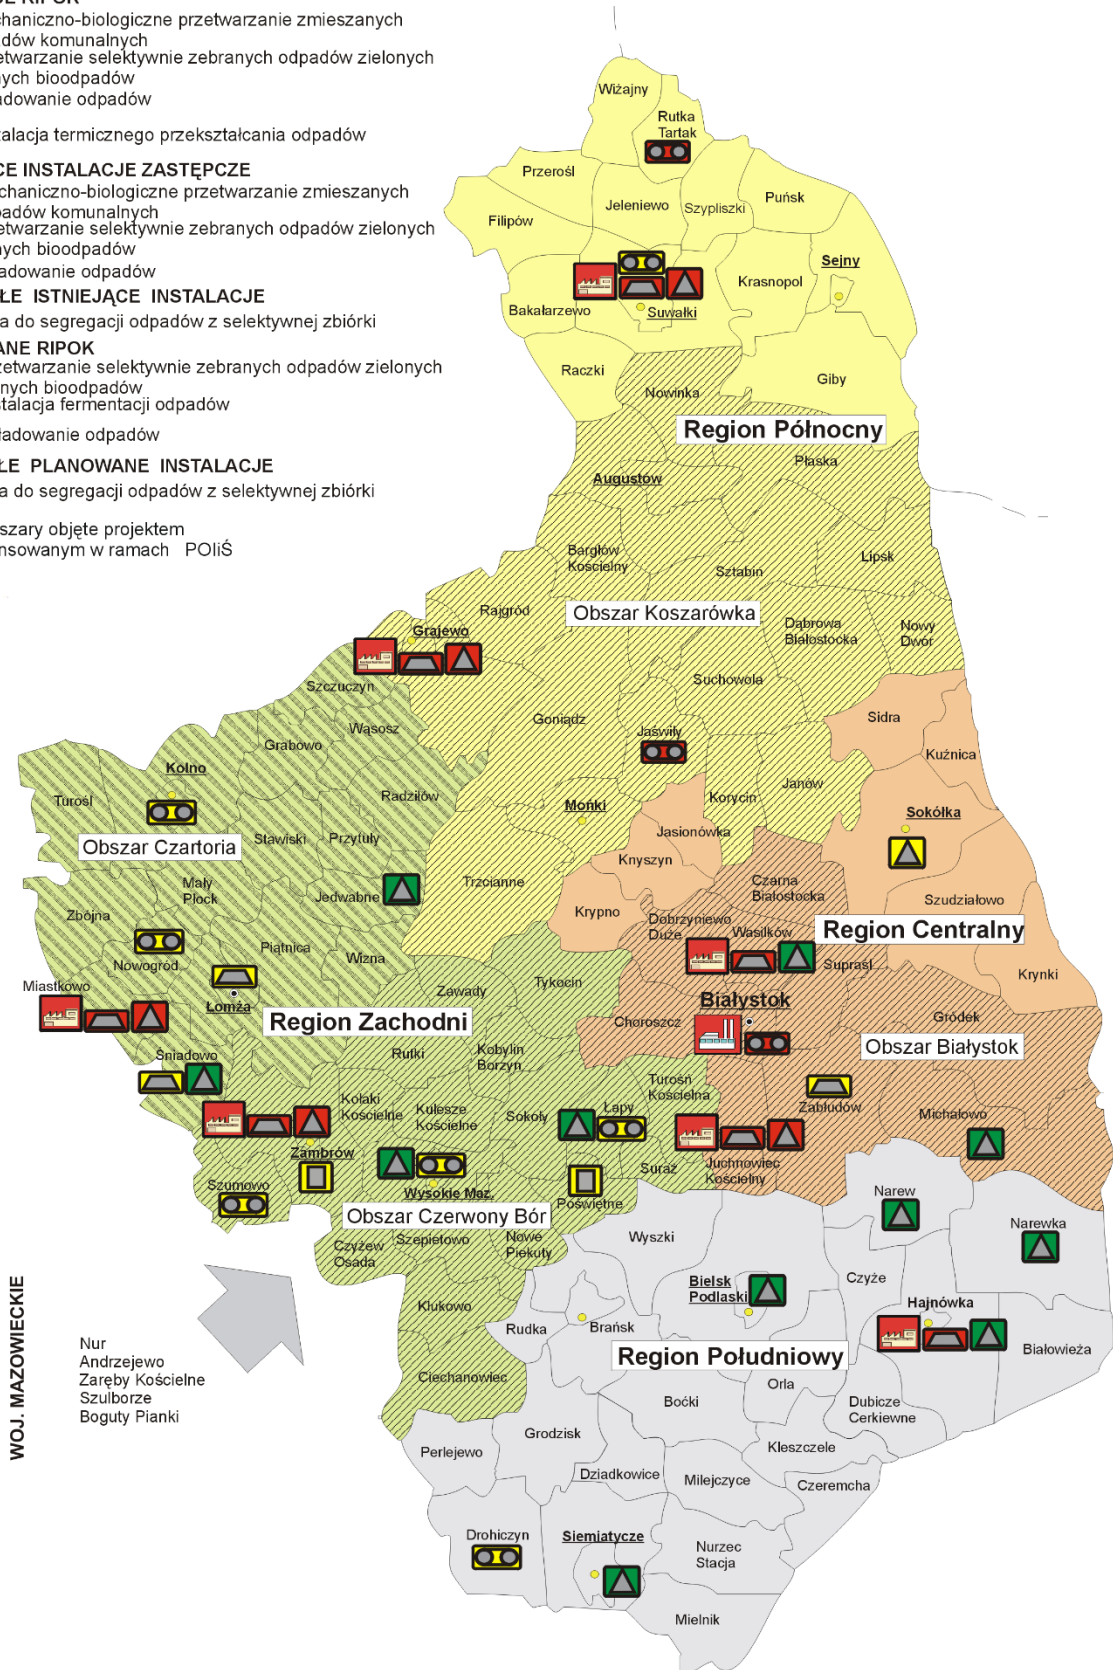 chaniczno-biologiczne przetwarzanie zmieszanych
adów komunalnych
etwarzanie selektywnie zebranych odpadów zielonych
nych bioodpadów
adowanie odpadów
talacja termicznego przekształcania odpadów
CE INSTALACJE ZASTĘPCZE
chaniczno-biologiczne przetwarzanie zmieszanych
padów komunalnych
etwarzanie selektywnie zebranych odpadów zielonych
nych bioodpadów
adowanie odpadów
ŁE ISTNIEJĄCE INSTALACJE
a do segregacji odpadów z selektywnej zbiórki
ANE RIPOK
zetwarzanie selektywnie zebranych odpadów zielonych
nych bioodpadów
stalacja fermentacji odpadów
ładowanie odpadów
ŁE PLANOWANE INSTALACJE
a do segregacji odpadów z selektywnej zbiórki
szary objęte projektem
nsowanym w ramach POIiŚ
Wiżajny
Rutka
Tartak
Przerośl
Jeleniewo
Szypliszki
Puńsk
Filipów
Sejny
Krasnopol
Bakałarzewo
Suwałki
Raczki
Giby
Nowinka
Region Północny
Płaska
Augustów
Bargłów
Kościelny
Sztabin
Lipsk
Rajgród
Obszar Koszarówka
Dąbrowa
Białostocka
Nowy
Dwór
Grajewo
Szczuczyn
Suchowola
Wąsosz
Goniądz
Jaświły
Sidra
Grabowo
Kuźnica
Kolno
Turośl
Radziłów
Janów
Korycin
Mońki
Sokółka
Stawiski
Przytuły
Jasionówka
Obszar Czartoria
Knyszyn
Mały
Płock
Jedwabne
Trzcianne
Czarna
Białostocka
Szudziałowo
Zbójna
Krypno
Dobrzyniewo
Duże
Wasilków
Region Centralny
Piątnica
Nowogród
Wizna
Supraśl
Krynki
Miastkowo
Łomża
Zawady
Tykocin
Białystok
Region Zachodni
Choroszcz
Gródek
Obszar Białystok
Śniadowo
Rutki
Kobylin
Borzyn
Turośń
Kościelna
Kołaki
Kościelne
Kulesze
Kościelne
Sokoły
Łapy
Zabłudów
Michałowo
Zambrów
Juchnowiec
Kościelny
Suraż
Szumowo
Wysokie Maz.
Poświętne
Narew
Obszar Czerwony Bór
Narewka
Czyżew
Osada
Szepietowo
Nowe
Piekuty
Wyszki
Bielsk
Podlaski
Czyże
Klukowo
Hajnówka
Rudka
Brańsk
Białowieża
Region Południowy
WOJ. MAZOWIECKIE
Nur
Andrzejewo
Zaręby Kościelne
Szulborze
Boguty Pianki
Ciechanowiec
Orla
Boćki
Dubicze
Cerkiewne
Grodzisk
Perlejewo
Kleszczele
Dziadkowice
Milejczyce
Czeremcha
Drohiczyn
Siemiatycze
Nurzec
Stacja
Mielnik